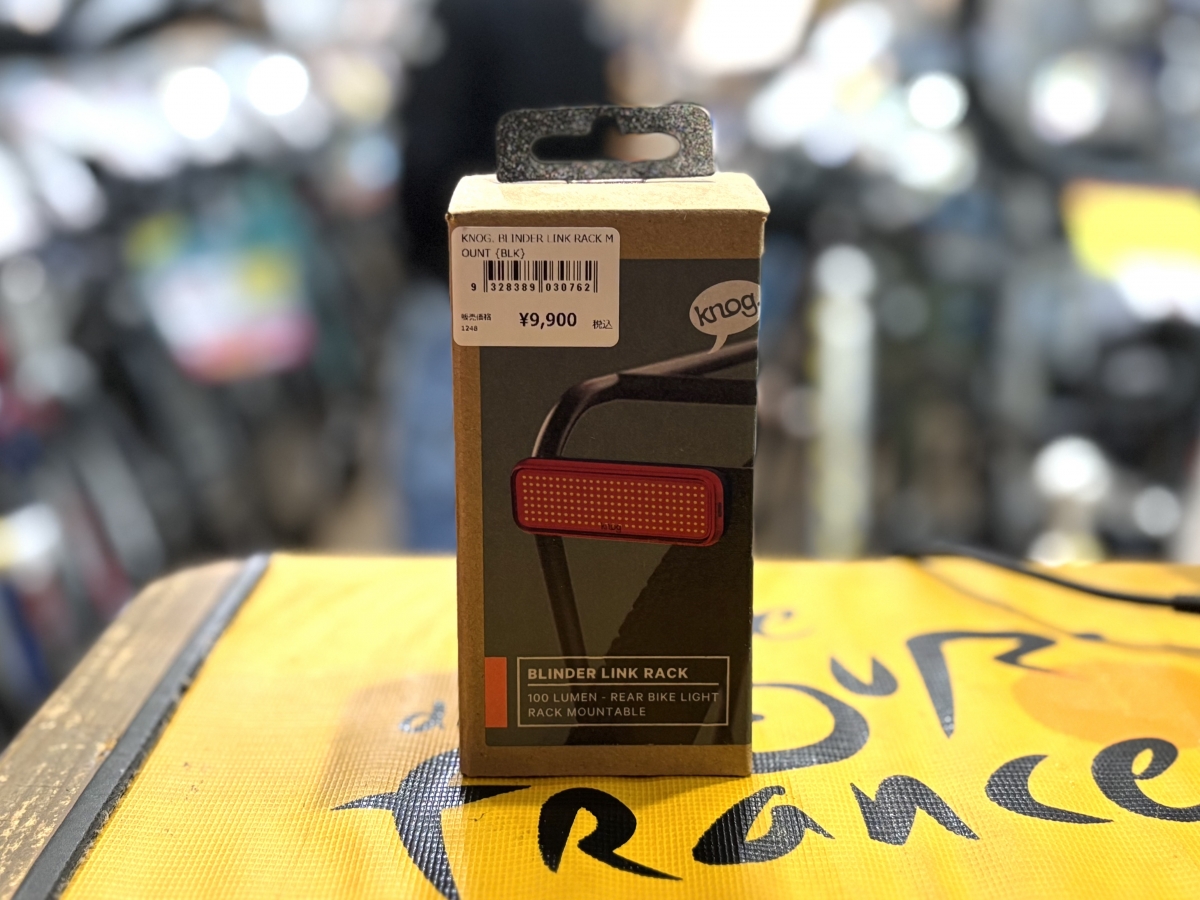 KNOG. BLINDER LINK RACK M
OUNT {BLK}
9 328389 030762
販売価格
1248
¥9,900 税込
knog.
knog
BLINDER LINK RACK
100 LUMEN - REAR BIKE LIGHT
RACK MOUNTABLE
TOUR
FRance